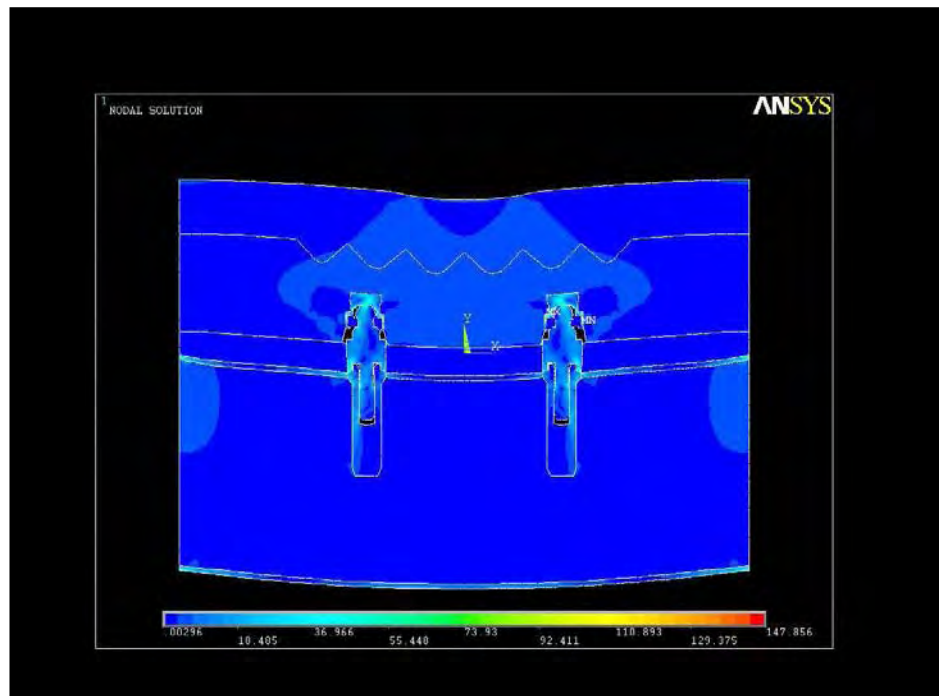 1
NODAL SOLUTION
ANSYS
Y
X
MX
MN
.00296
36.966
73.93
110.893
147.856
10.485
55.448
92.411
129.375